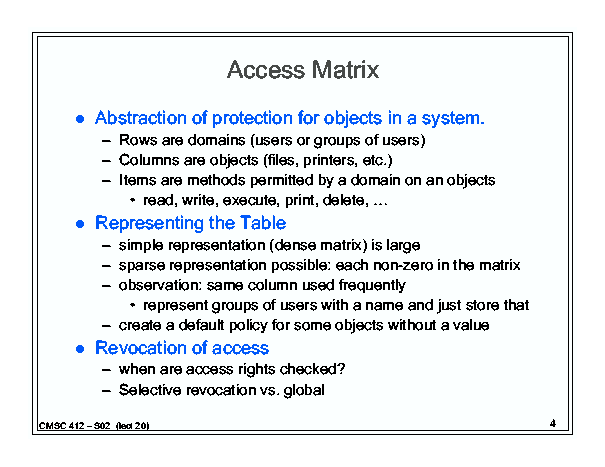 Access Matrix
● Abstraction of protection for objects in a system.
– Rows are domains (users or groups of users)
– Columns are objects (files, printers, etc.)
– Items are methods permitted by a domain on an objects
• read, write, execute, print, delete, …
● Representing the Table
– simple representation (dense matrix) is large
– sparse representation possible: each non-zero in the matrix
– observation: same column used frequently
• represent groups of users with a name and just store that
– create a default policy for some objects without a value
● Revocation of access
– when are access rights checked?
– Selective revocation vs. global
CMSC 412 – S02 (lect 20)
4